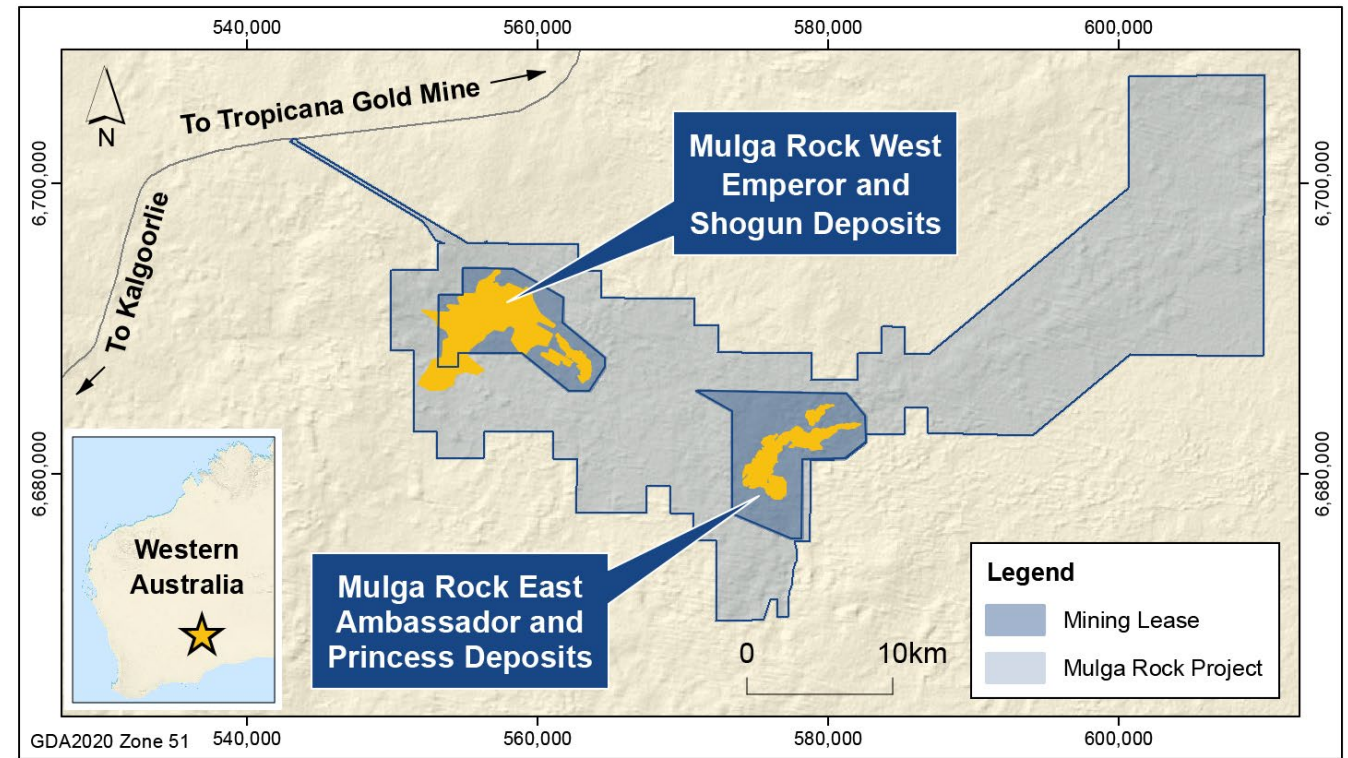 540,000
560,000
580,000
600,000
N
To Tropicana Gold Mine
To Kalgoorlie
6,700,000
6,700,000
Mulga Rock West
Emperor and
Shogun Deposits
6,680,000
6,680,000
Western
Australia
Mulga Rock East
Ambassador and
Princess Deposits
0
10km
Legend
Mining Lease
Mulga Rock Project
GDA2020 Zone 51
540,000
560,000
580,000
600,000